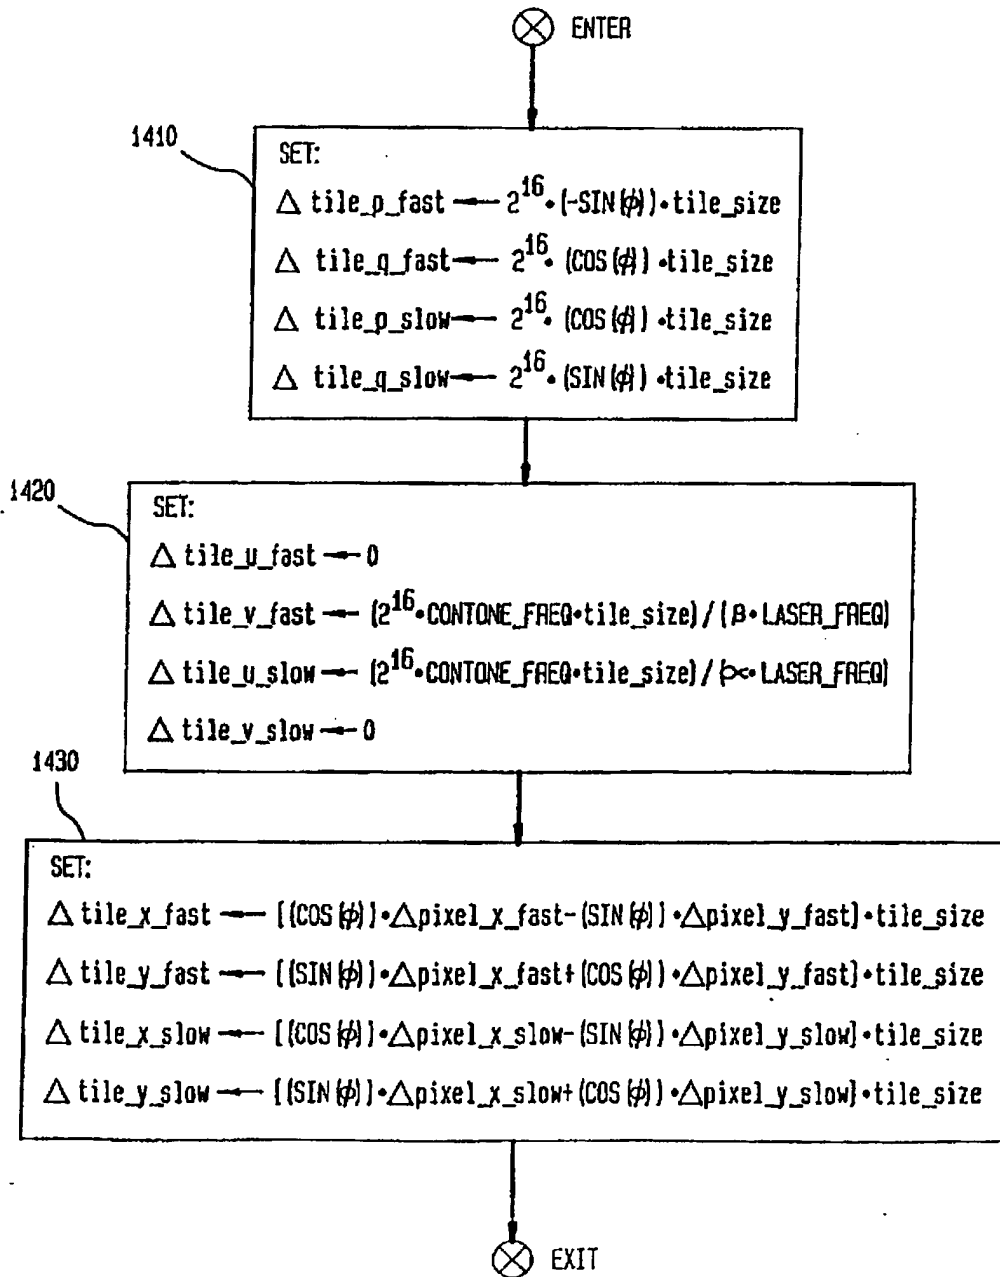 ENTER
1410
SET:
Δ tile_p_fast ← 2^16•(-SIN(ϕ))•tile_size
Δ tile_q_fast ← 2^16•(COS(ϕ))•tile_size
Δ tile_p_slow ← 2^16•(COS(ϕ))•tile_size
Δ tile_q_slow ← 2^16•(SIN(ϕ))•tile_size
1420
SET:
Δ tile_u_fast ← 0
Δ tile_v_fast ← (2^16•CONTONE_FREQ•tile_size)/(β•LASER_FREQ)
Δ tile_u_slow ← (2^16•CONTONE_FREQ•tile_size)/(∝•LASER_FREQ)
Δ tile_v_slow ← 0
1430
SET:
Δ tile_x_fast ← [(COS(ϕ))•Δpixel_x_fast-(SIN(ϕ))•Δpixel_y_fast]•tile_size
Δ tile_y_fast ← [(SIN(ϕ))•Δpixel_x_fast+(COS(ϕ))•Δpixel_y_fast]•tile_size
Δ tile_x_slow ← [(COS(ϕ))•Δpixel_x_slow-(SIN(ϕ))•Δpixel_y_slow]•tile_size
Δ tile_y_slow ← [(SIN(ϕ))•Δpixel_x_slow+(COS(ϕ))•Δpixel_y_slow]•tile_size
EXIT